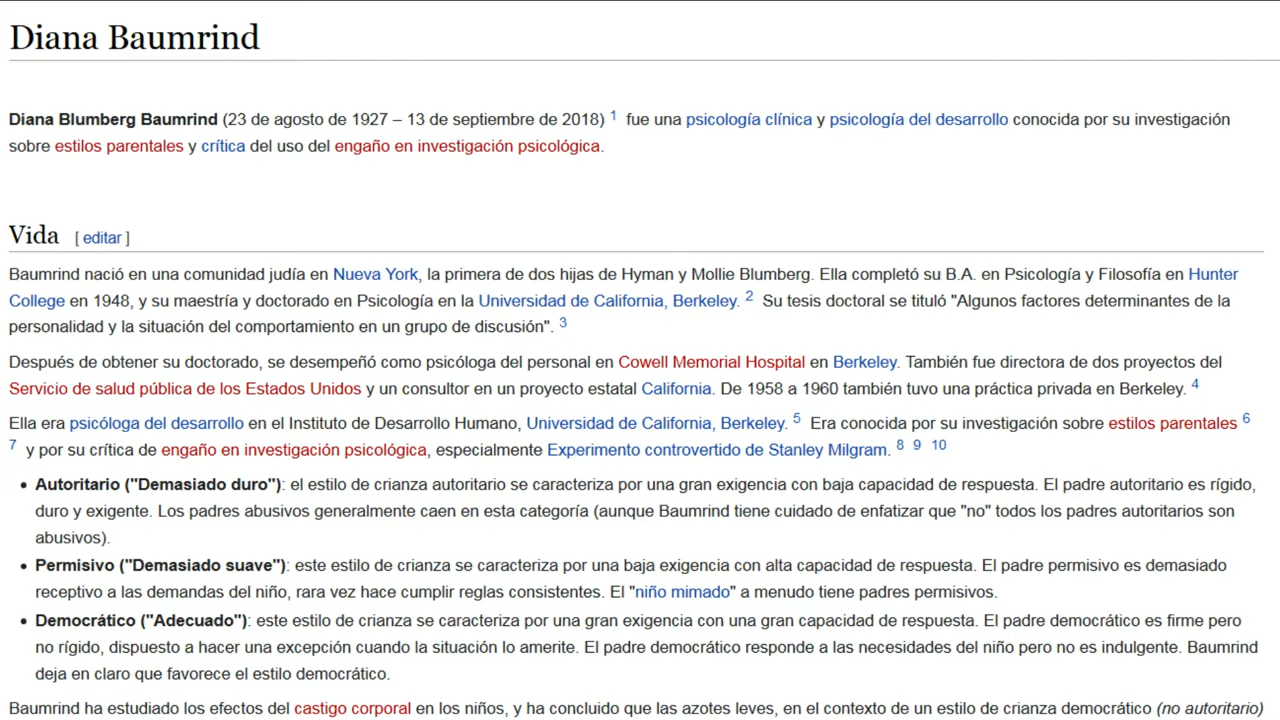 Diana Baumrind
Diana Blumberg Baumrind (23 de agosto de 1927 – 13 de septiembre de 2018) 1 fue una psicología clínica y psicología del desarrollo conocida por su investigación
sobre estilos parentales y crítica del uso del engaño en investigación psicológica.
Vida [ editar ]
Baumrind nació en una comunidad judía en Nueva York, la primera de dos hijas de Hyman y Mollie Blumberg. Ella completó su B.A. en Psicología y Filosofía en Hunter
College en 1948, y su maestría y doctorado en Psicología en la Universidad de California, Berkeley. 2 Su tesis doctoral se tituló "Algunos factores determinantes de la
personalidad y la situación del comportamiento en un grupo de discusión". 3
Después de obtener su doctorado, se desempeñó como psicóloga del personal en Cowell Memorial Hospital en Berkeley. También fue directora de dos proyectos del
Servicio de salud pública de los Estados Unidos y un consultor en un proyecto estatal California. De 1958 a 1960 también tuvo una práctica privada en Berkeley. 4
Ella era psicóloga del desarrollo en el Instituto de Desarrollo Humano, Universidad de California, Berkeley. 5 Era conocida por su investigación sobre estilos parentales 6
7 y por su crítica de engaño en investigación psicológica, especialmente Experimento controvertido de Stanley Milgram. 8 9 10
• Autoritario ("Demasiado duro"): el estilo de crianza autoritario se caracteriza por una gran exigencia con baja capacidad de respuesta. El padre autoritario es rígido,
duro y exigente. Los padres abusivos generalmente caen en esta categoría (aunque Baumrind tiene cuidado de enfatizar que "no" todos los padres autoritarios son
abusivos).
• Permisivo ("Demasiado suave"): este estilo de crianza se caracteriza por una baja exigencia con alta capacidad de respuesta. El padre permisivo es demasiado
receptivo a las demandas del niño, rara vez hace cumplir reglas consistentes. El "niño mimado" a menudo tiene padres permisivos.
• Democrático ("Adecuado"): este estilo de crianza se caracteriza por una gran exigencia con una gran capacidad de respuesta. El padre democrático es firme pero
no rígido, dispuesto a hacer una excepción cuando la situación lo amerite. El padre democrático responde a las necesidades del niño pero no es indulgente. Baumrind
deja en claro que favorece el estilo democrático.
Baumrind ha estudiado los efectos del castigo corporal en los niños, y ha concluido que las azotes leves, en el contexto de un estilo de crianza democrático (no autoritario)